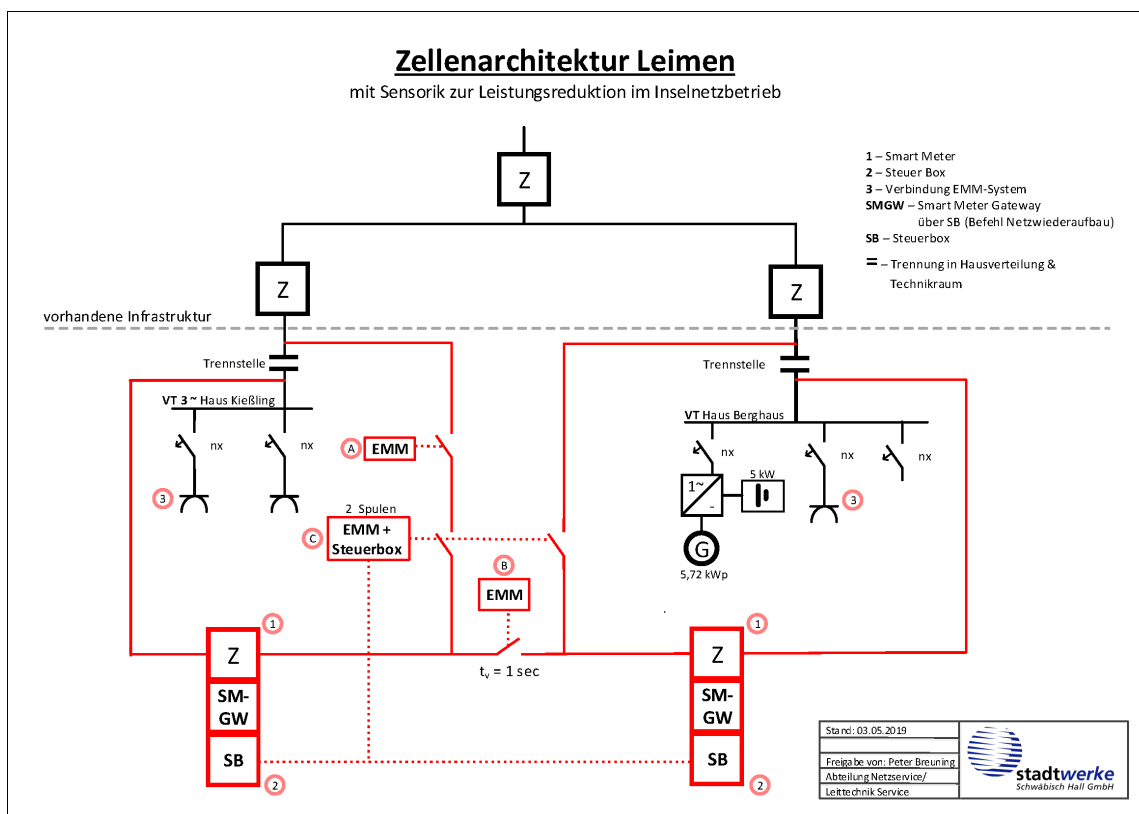 Zellenarchitektur Leimen
mit Sensorik zur Leistungsreduktion im Inselnetzbetrieb
1 – Smart Meter
2 – Steuer Box
3 – Verbindung EMM-System
SMGW – Smart Meter Gateway
über SB (Befehl Netzwiederaufbau)
SB – Steuerbox
= – Trennung in Hausverteilung &
Technikraum
Z
Z
Z
vorhandene Infrastruktur
Trennstelle
Trennstelle
VT 3 ~ Haus Kießling
VT Haus Berghaus
nx
nx
nx
nx
nx
A
EMM
3
1~
-
5 kW
3
2 Spulen
C
EMM +
Steuerbox
G
5,72 kWp
B
EMM
1
1
Z
Z
tv = 1 sec
SM-
GW
SM-
GW
SB
SB
2
2
Stand: 03.05.2019
Freigabe von: Peter Breuning
Abteilung Netzservice/
Leittechnik Service
stadtwerke
Schwäbisch Hall GmbH